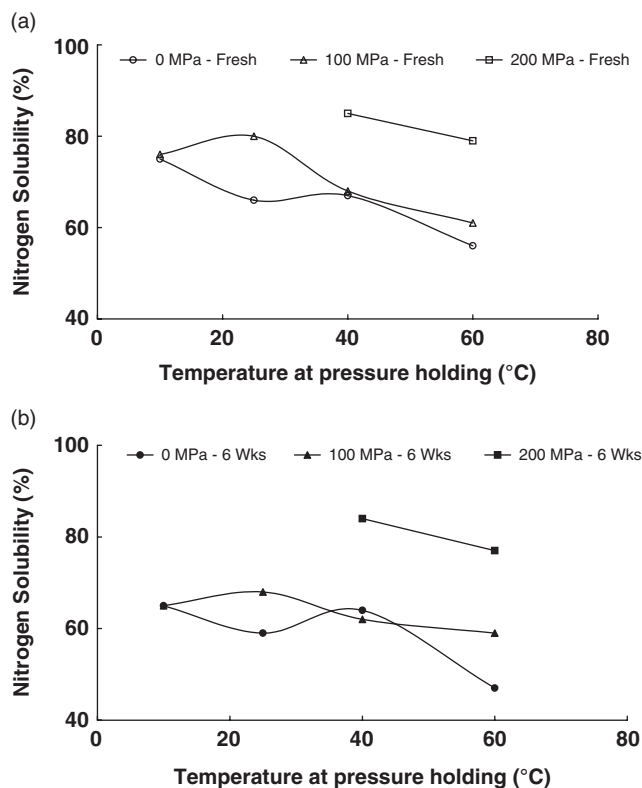 (a)
100
0 MPa - Fresh 100 MPa - Fresh 200 MPa - Fresh
80
60
40
Nitrogen Solubility (%)
0 20 40 60 80
Temperature at pressure holding (°C)
(b)
100
0 MPa - 6 Wks 100 MPa - 6 Wks 200 MPa - 6 Wks
80
60
40
Nitrogen Solubility (%)
0 20 40 60 80
Temperature at pressure holding (°C)